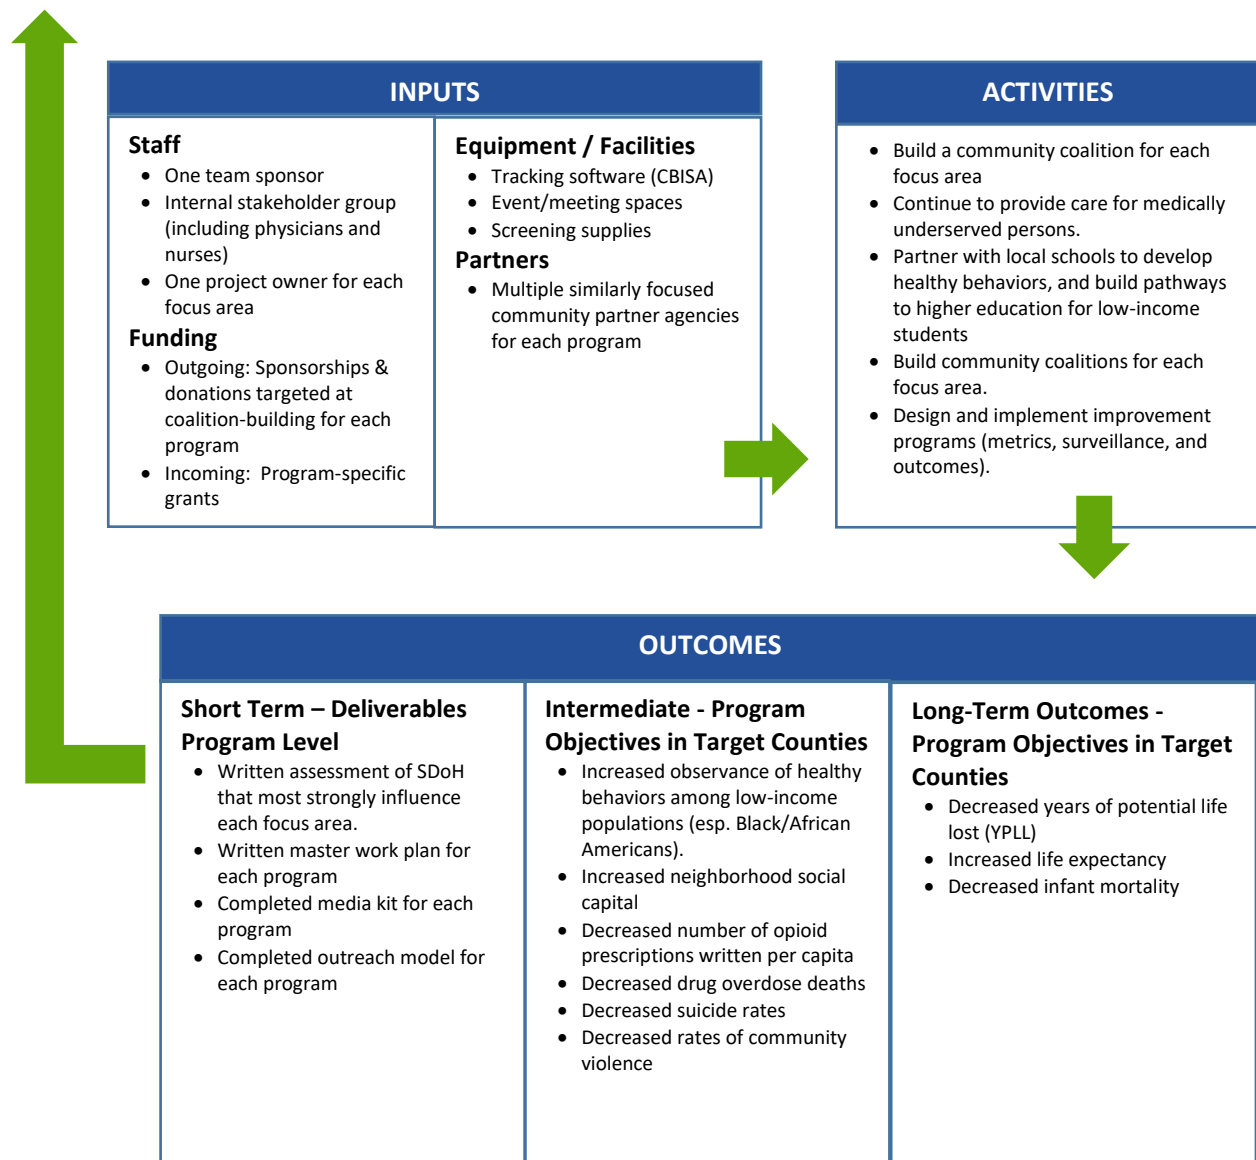 INPUTS
Staff
• One team sponsor
• Internal stakeholder group
(including physicians and
nurses)
• One project owner for each
focus area
Funding
• Outgoing: Sponsorships &
donations targeted at
coalition-building for each
program
• Incoming: Program-specific
grants
Equipment / Facilities
• Tracking software (CBISA)
• Event/meeting spaces
• Screening supplies
Partners
• Multiple similarly focused
community partner agencies
for each program
ACTIVITIES
• Build a community coalition for each
focus area
• Continue to provide care for medically
underserved persons.
• Partner with local schools to develop
healthy behaviors, and build pathways
to higher education for low-income
students
• Build community coalitions for each
focus area.
• Design and implement improvement
programs (metrics, surveillance, and
outcomes).
OUTCOMES
Short Term – Deliverables
Program Level
• Written assessment of SDoH
that most strongly influence
each focus area.
• Written master work plan for
each program
• Completed media kit for each
program
• Completed outreach model for
each program
Intermediate - Program
Objectives in Target Counties
• Increased observance of healthy
behaviors among low-income
populations (esp. Black/African
Americans).
• Increased neighborhood social
capital
• Decreased number of opioid
prescriptions written per capita
• Decreased drug overdose deaths
• Decreased suicide rates
• Decreased rates of community
violence
Long-Term Outcomes -
Program Objectives in Target
Counties
• Decreased years of potential life
lost (YPLL)
• Increased life expectancy
• Decreased infant mortality